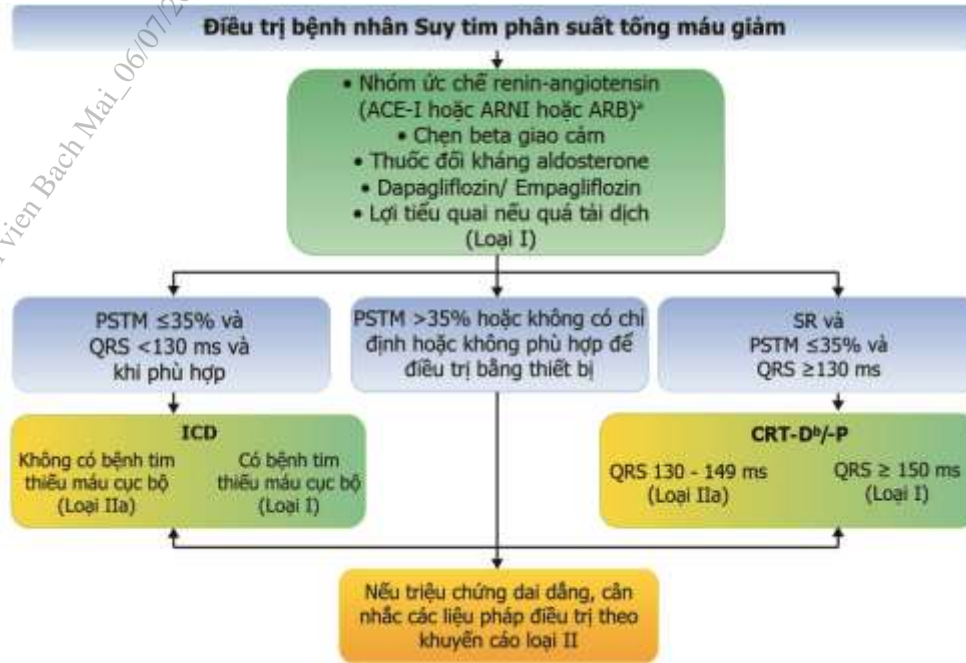 Điều trị bệnh nhân Suy tim phân suất tống máu giảm
vien Bach Mai_06/07/2
• Nhóm ức chế renin-angiotensin
(ACE-I hoặc ARNI hoặc ARB)ᵃ
• Chẹn beta giao cảm
• Thuốc đối kháng aldosterone
• Dapagliflozin/ Empagliflozin
• Lợi tiểu quai nếu quá tải dịch
(Loại I)
PSTM ≤35% và
QRS <130 ms và
khi phù hợp
PSTM >35% hoặc không có chỉ
định hoặc không phù hợp để
điều trị bằng thiết bị
SR và
PSTM ≤35% và
QRS ≥130 ms
ICD
Không có bệnh tim
thiếu máu cục bộ
(Loại IIa)
Có bệnh tim
thiếu máu cục bộ
(Loại I)
CRT-Dᵇ/-P
QRS 130 - 149 ms
(Loại IIa)
QRS ≥ 150 ms
(Loại I)
Nếu triệu chứng dai dẳng, cân
nhắc các liệu pháp điều trị theo
khuyến cáo loại II